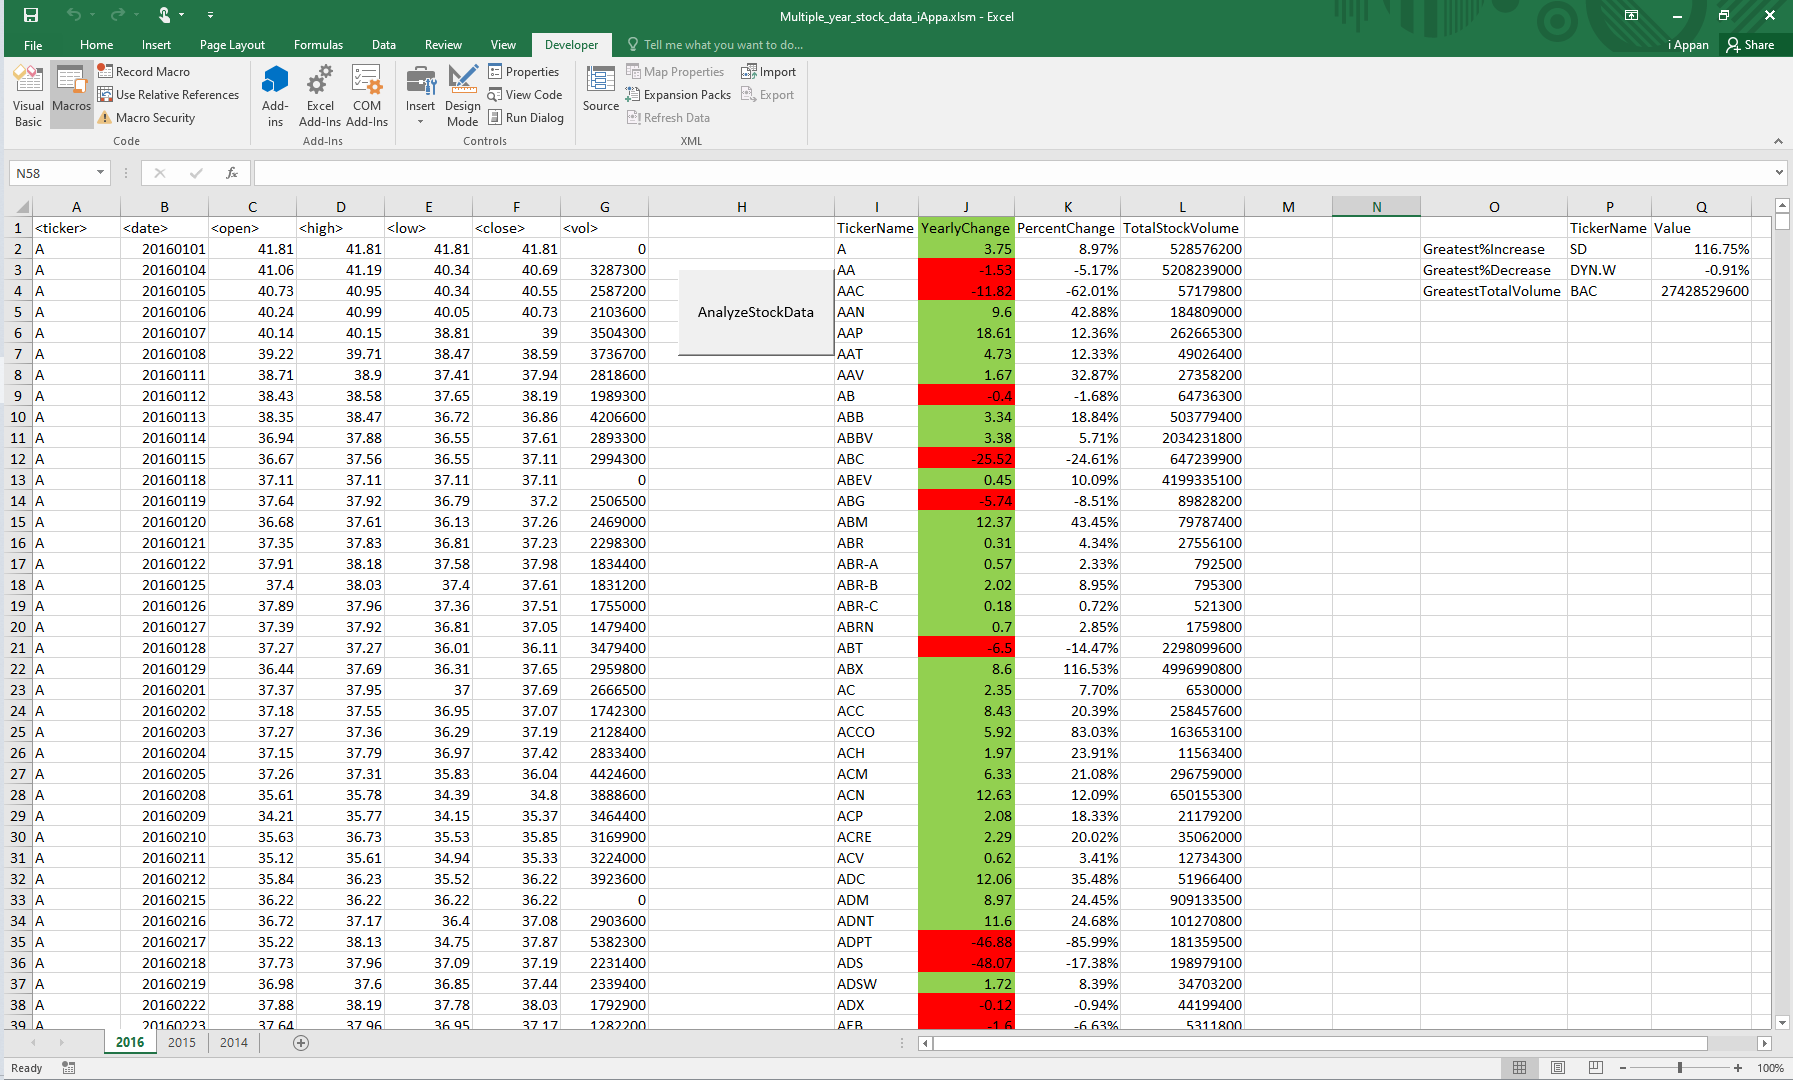 Multiple_year_stock_data_iAppa.xlsm - Excel
File Home Insert Page Layout Formulas Data Review View Developer Tell me what you want to do... i Appan Share
Visual Basic Macros Record Macro Use Relative References Macro Security
Add-ins Excel Add-Ins COM Add-Ins
Insert Design Mode Properties View Code Run Dialog
Source Map Properties Expansion Packs Refresh Data Import Export
Code Add-Ins Controls XML
N58 fx
A B C D E F G H I J K L M N O P Q
1 <ticker> <date> <open> <high> <low> <close> <vol> TickerName YearlyChange PercentChange TotalStockVolume TickerName Value
2 A 20160101 41.81 41.81 41.81 41.81 0 A 3.75 8.97% 528576200 Greatest%Increase SD 116.75%
3 A 20160104 41.06 41.19 40.34 40.69 3287300 AA -1.53 -5.17% 5208239000 Greatest%Decrease DYN.W -0.91%
4 A 20160105 40.73 40.95 40.34 40.55 2587200 AAC -11.82 -62.01% 57179800 GreatestTotalVolume BAC 27428529600
5 A 20160106 40.24 40.99 40.05 40.73 2103600 AnalyzeStockData AAN 9.6 42.88% 184809000
6 A 20160107 40.14 40.15 38.81 39 3504300 AAP 18.61 12.36% 262665300
7 A 20160108 39.22 39.71 38.47 38.59 3736700 AAT 4.73 12.33% 49026400
8 A 20160111 38.71 38.9 37.41 37.94 2818600 AAV 1.67 32.87% 27358200
9 A 20160112 38.43 38.58 37.65 38.19 1989300 AB -0.4 -1.68% 64736300
10 A 20160113 38.35 38.47 36.72 36.86 4206600 ABB 3.34 18.84% 503779400
11 A 20160114 36.94 37.88 36.55 37.61 2893300 ABBV 3.38 5.71% 2034231800
12 A 20160115 36.67 37.56 36.55 37.11 2994300 ABC -25.52 -24.61% 647239900
13 A 20160118 37.11 37.11 37.11 37.11 0 ABEV 0.45 10.09% 4199335100
14 A 20160119 37.64 37.92 36.79 37.2 2506500 ABG -5.74 -8.51% 89828200
15 A 20160120 36.68 37.61 36.13 37.26 2469000 ABM 12.37 43.45% 79787400
16 A 20160121 37.35 37.83 36.81 37.23 2298300 ABR 0.31 4.34% 27556100
17 A 20160122 37.91 38.18 37.58 37.98 1834400 ABR-A 0.57 2.33% 792500
18 A 20160125 37.4 38.03 37.4 37.61 1831200 ABR-B 2.02 8.95% 795300
19 A 20160126 37.89 37.96 37.36 37.51 1755000 ABR-C 0.18 0.72% 521300
20 A 20160127 37.39 37.92 36.81 37.05 1479400 ABRN 0.7 2.85% 1759800
21 A 20160128 37.27 37.27 36.01 36.11 3479400 ABT -6.5 -14.47% 2298099600
22 A 20160129 36.44 37.69 36.31 37.65 2959800 ABX 8.6 116.53% 4996990800
23 A 20160201 37.37 37.95 37 37.69 2666500 AC 2.35 7.70% 6530000
24 A 20160202 37.18 37.55 36.95 37.07 1742300 ACC 8.43 20.39% 258457600
25 A 20160203 37.27 37.36 36.29 37.19 2128400 ACCO 5.92 83.03% 163653100
26 A 20160204 37.15 37.79 36.97 37.42 2833400 ACH 1.97 23.91% 11563400
27 A 20160205 37.26 37.31 35.83 36.04 4424600 ACM 6.33 21.08% 296759000
28 A 20160208 35.61 35.78 34.39 34.8 3888600 ACN 12.63 12.09% 650155300
29 A 20160209 34.21 35.77 34.15 35.37 3464400 ACP 2.08 18.33% 21179200
30 A 20160210 35.63 36.73 35.53 35.85 3169900 ACRE 2.29 20.02% 35062000
31 A 20160211 35.12 35.61 34.94 35.33 3224000 ACV 0.62 3.41% 12734300
32 A 20160212 35.84 36.23 35.52 36.22 3923600 ADC 12.06 35.48% 51966400
33 A 20160215 36.22 36.22 36.22 36.22 0 ADM 8.97 24.45% 909133500
34 A 20160216 36.72 37.17 36.4 37.08 2903600 ADNT 11.6 24.68% 101270800
35 A 20160217 35.22 38.13 34.75 37.87 5382300 ADPT -46.88 -85.99% 181359500
36 A 20160218 37.73 37.96 37.09 37.19 2231400 ADS -48.07 -17.38% 198979100
37 A 20160219 36.98 37.6 36.85 37.44 2339400 ADSW 1.72 8.39% 34703200
38 A 20160222 37.88 38.19 37.78 38.03 1792900 ADX -0.12 -0.94% 44199400
39 A 20160223 37.64 37.96 36.95 37.17 1282200 AEB -1.6 -6.63% 5311800
2016 2015 2014
Ready 100%